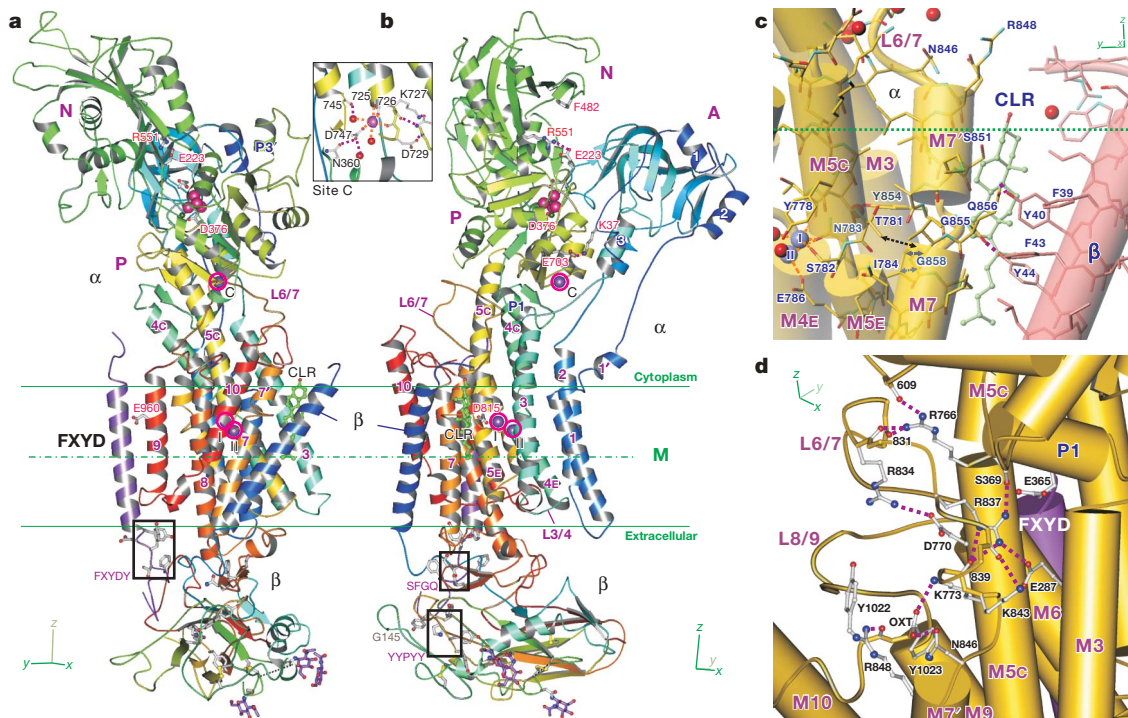 a
N
R551
E223
P3′
D376
P
α
C
L6/7
4C
5C
10
7′
CLR
FXYD
E960
9
I
II
7
β
3
8
FXYDY
β
z
y
x
745
725
726
K727
D747
N360
D729
Site C
b
N
F482
A
R551
E223
1
2
P
D376
K37
3
E703
C
L6/7
5C
P1
4C
α
1′
2
Cytoplasm
10
D815
3
CLR
I
II
M
7
5E
1
4E
L3/4
Extracellular
SFGQ
β
G145
YYPYY
z
y
x
c
L6/7
N846
R848
z
y
x
α
CLR
M5C
M3
M7′
S851
Y778
Y854
Q856
F39
T781
G855
Y40
I
N783
II
F43
β
S782
I784
G858
Y44
E786
M7
M4E
M5E
d
z
y
x
609
M5C
R766
L6/7
831
P1
R834
S369
E365
R837
FXYD
L8/9
D770
839
E287
K773
M6
Y1022
K843
OXT
M3
N846
M5C
R848
Y1023
M10
M7′
M9